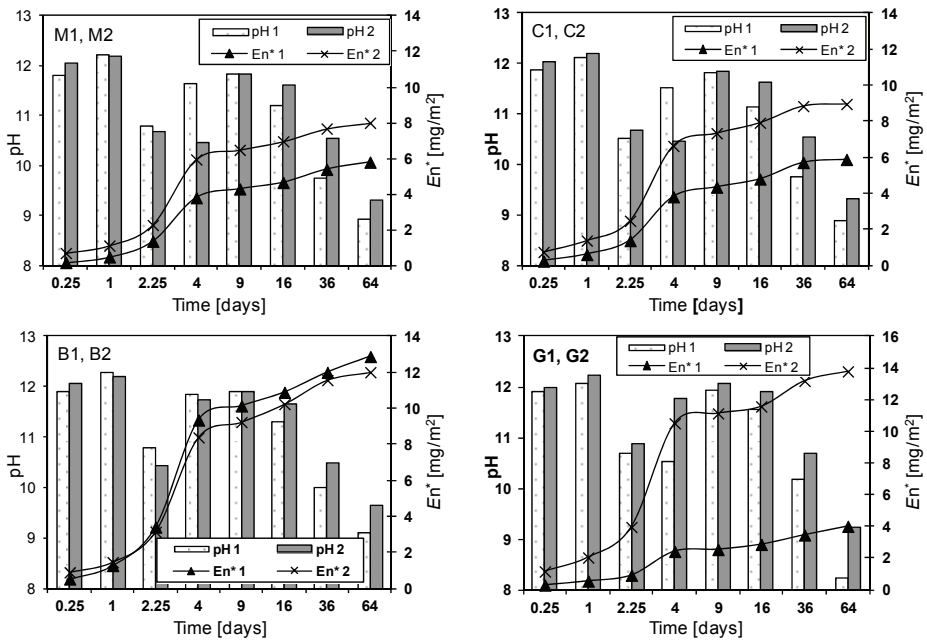 M1, M2
pH 1
pH 2
En* 1
En* 2
13
12
11
10
9
8
pH
14
12
10
8
6
4
2
0
En* [mg/m2]
0.25 1 2.25 4 9 16 36 64
Time [days]
C1, C2
pH 1
pH 2
En* 1
En* 2
13
12
11
10
9
8
pH
14
12
10
8
6
4
2
0
En* [mg/m2]
0.25 1 2.25 4 9 16 36 64
Time [days]
B1, B2
pH 1
pH 2
En* 1
En* 2
13
12
11
10
9
8
pH
14
12
10
8
6
4
2
0
En* [mg/m2]
0.25 1 2.25 4 9 16 36 64
Time [days]
G1, G2
pH 1
pH 2
En* 1
En* 2
13
12
11
10
9
8
pH
16
14
12
10
8
6
4
2
0
En* [mg/m2]
0.25 1 2.25 4 9 16 36 64
Time [days]